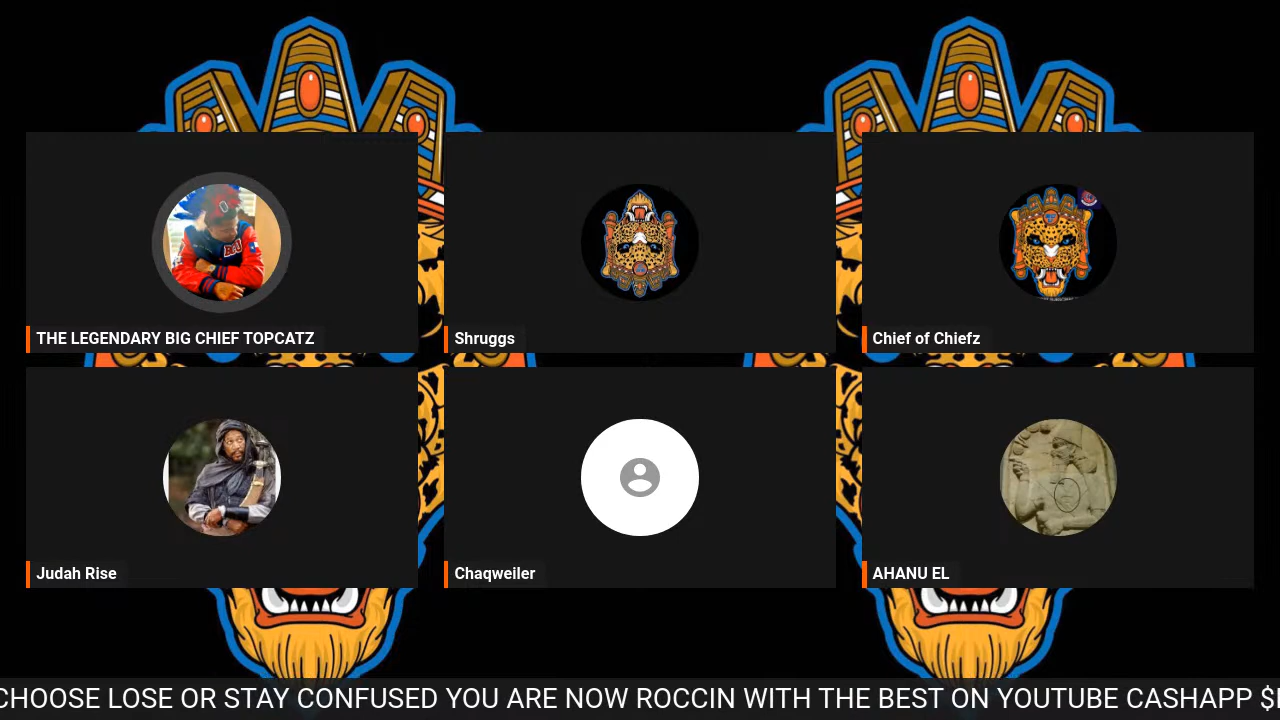 THE LEGENDARY BIG CHIEF TOPCATZ
Shruggs
Chief of Chiefz
Judah Rise
Chaqweiler
AHANU EL
CHOOSE LOSE OR STAY CONFUSED YOU ARE NOW ROCCIN WITH THE BEST ON YOUTUBE CASHAPP